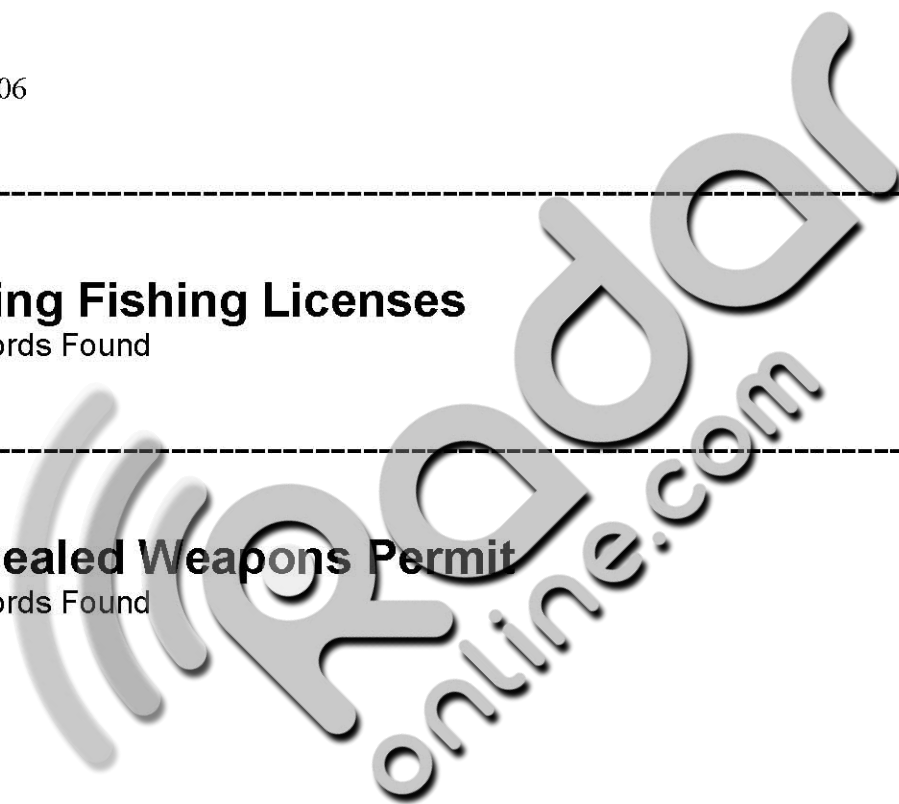 06
ing Fishing Licenses
ords Found
ealed Weapons Permit
ords Found
Radar
online.com